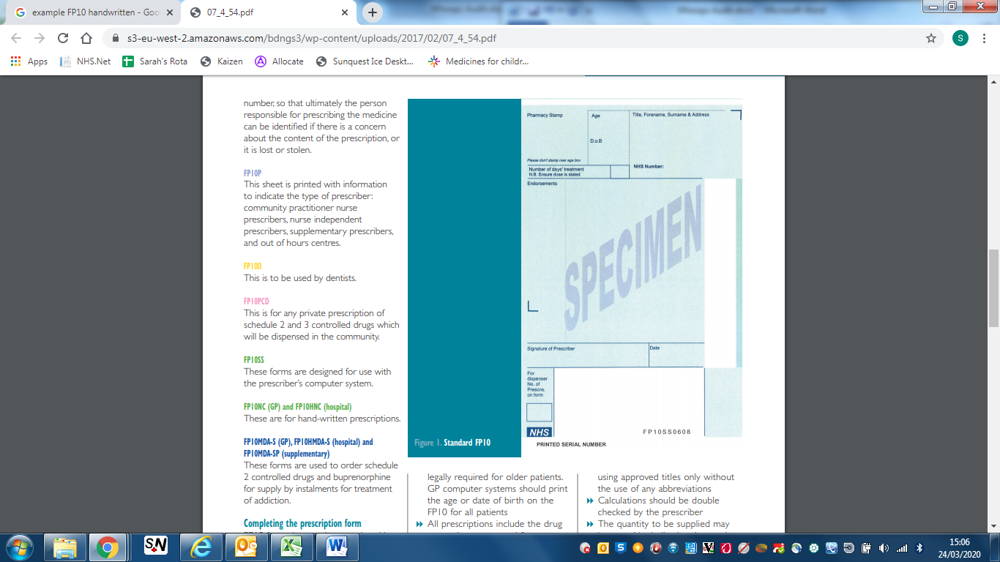 example FP10 handwritten - Goo
07_4_54.pdf
s3-eu-west-2.amazonaws.com/bdngs3/wp-content/uploads/2017/02/07_4_54.pdf
S
Apps
NHS.Net
Sarah's Rota
Kaizen
Allocate
Sunquest Ice Deskt...
Medicines for childr...
number, so that ultimately the person
responsible for prescribing the medicine
can be identified if there is a concern
about the content of the prescription, or
it is lost or stolen.
FP10P
This sheet is printed with information
to indicate the type of prescriber:
community practitioner nurse
prescribers, nurse independent
prescribers, supplementary prescribers,
and out of hours centres.
FP10D
This is to be used by dentists.
FP10PCD
This is for any private prescription of
schedule 2 and 3 controlled drugs which
will be dispensed in the community.
FP10SS
These forms are designed for use with
the prescriber's computer system.
FP10NC (GP) and FP10HNC (hospital)
These are for hand-written prescriptions.
FP10MDA-S (GP), FP10HMDA-S (hospital) and
FP10MDA-SP (supplementary)
These forms are used to order schedule
2 controlled drugs and buprenorphine
for supply by instalments for treatment
of addiction.
Completing the prescription form
Pharmacy Stamp
Age
Title, Forename, Surname & Address
D.o.B
Please don't stamp over age box
Number of days' treatment
N.B. Ensure dose is stated
NHS Number:
Endorsements
SPECIMEN
Signature of Prescriber
Date
For
dispenser
No. of
Prescns.
on form
NHS
FP10SS0608
Figure 1. Standard FP10
PRINTED SERIAL NUMBER
legally required for older patients.
GP computer systems should print
the age or date of birth on the
FP10 for all patients
All prescriptions include the drug
using approved titles only without
the use of any abbreviations
Calculations should be double
checked by the prescriber
The quantity to be supplied may
15:06
24/03/2020